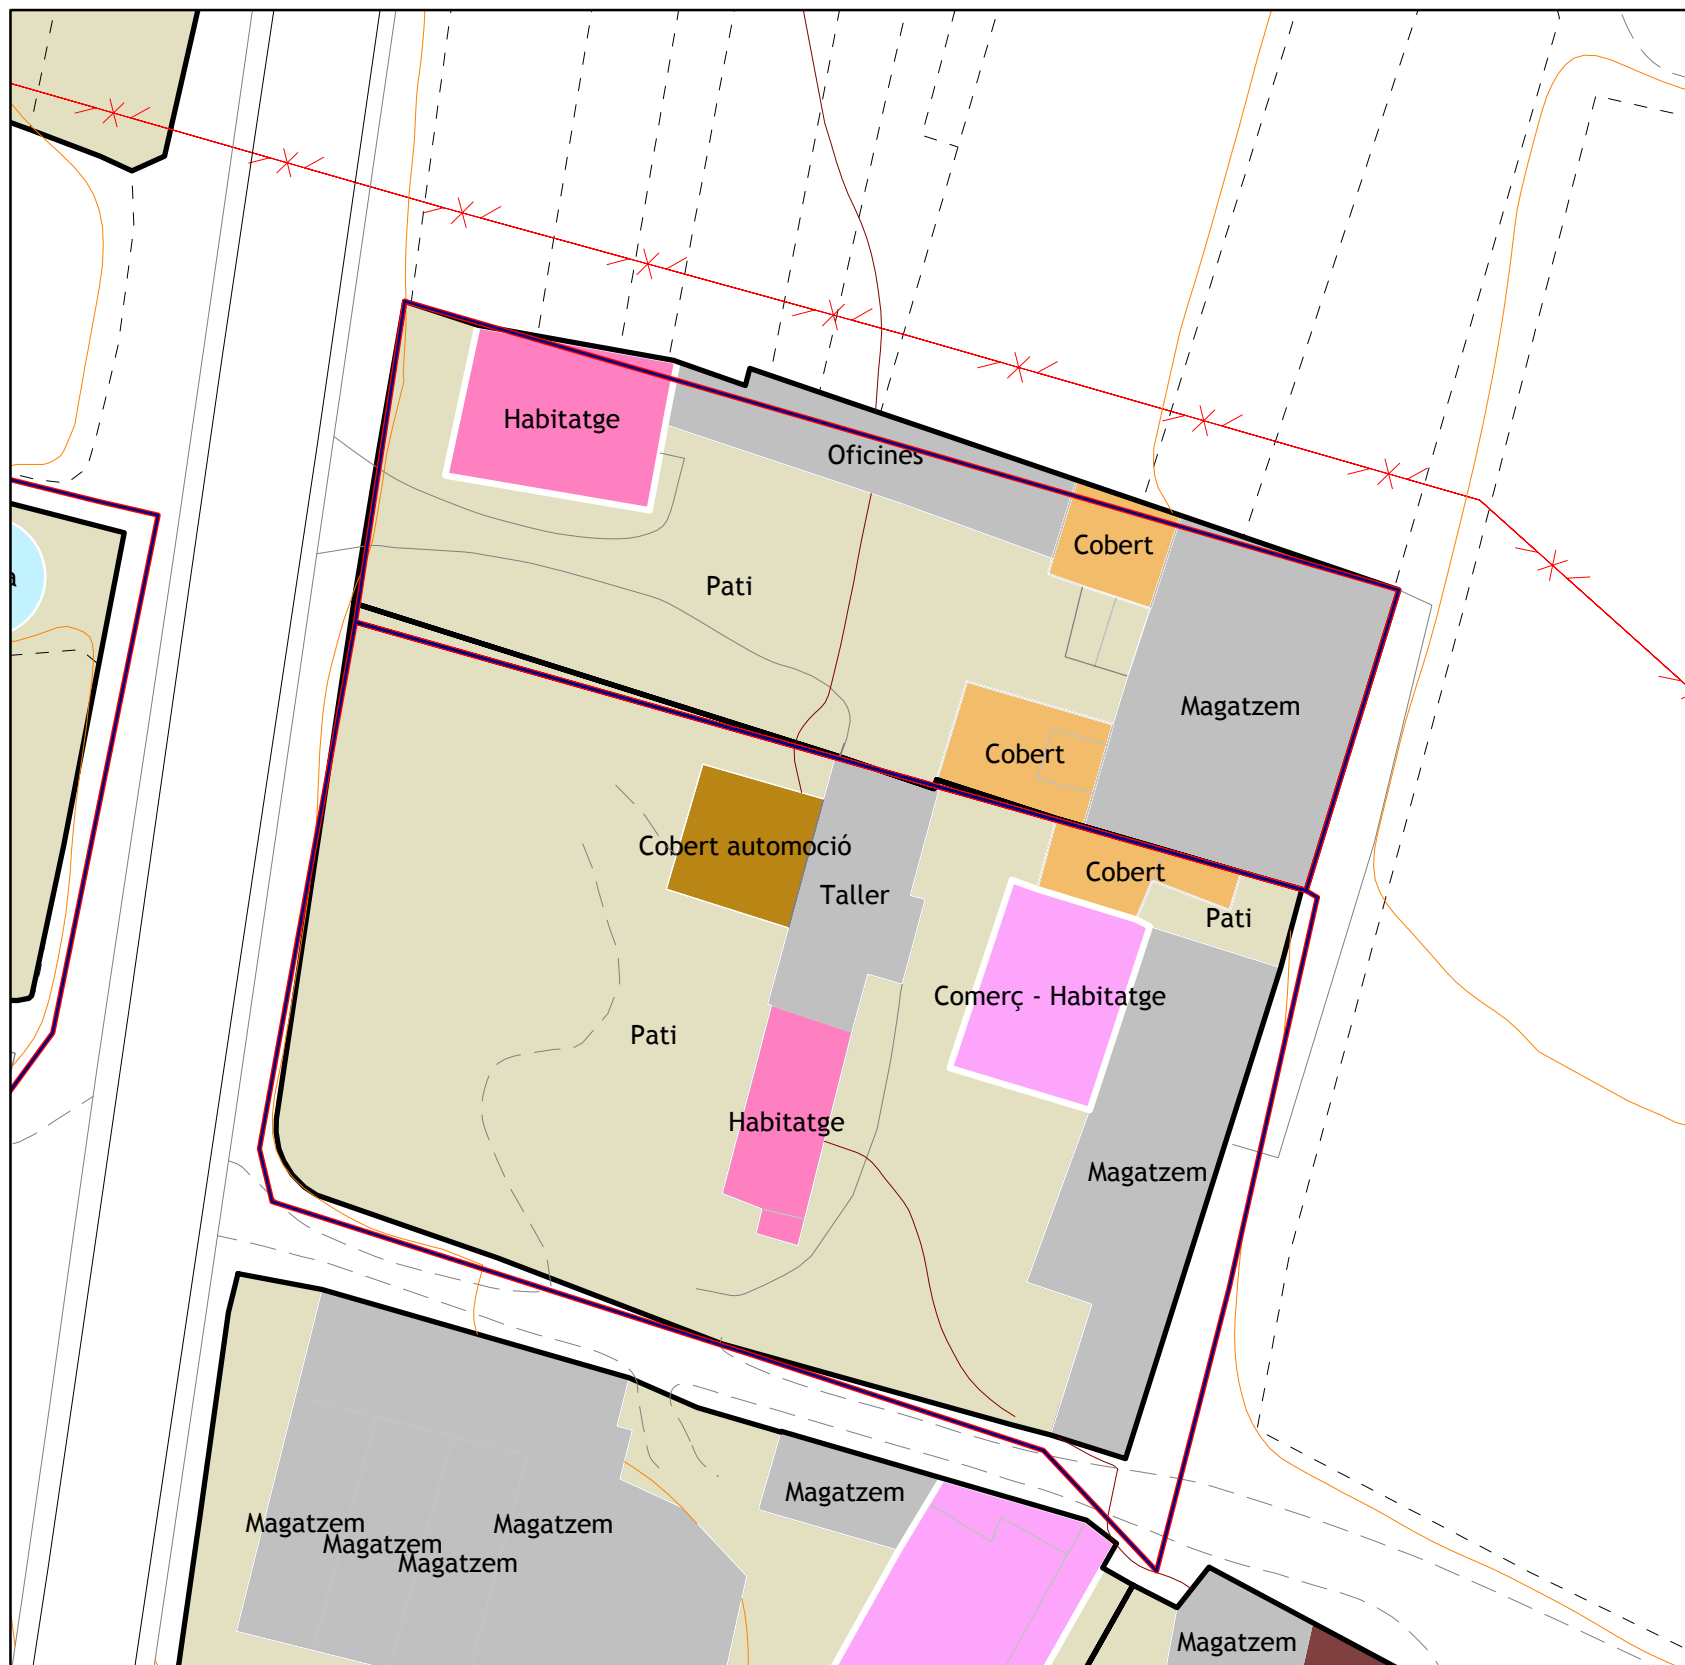 Habitatge
Oficines
Cobert
a
Pati
Magatzem
Cobert
Cobert automoció
Cobert
Taller
Pati
Comerç - Habitatge
Pati
Habitatge
Magatzem
Magatzem
Magatzem
Magatzem
Magatzem
Magatzem
Magatzem